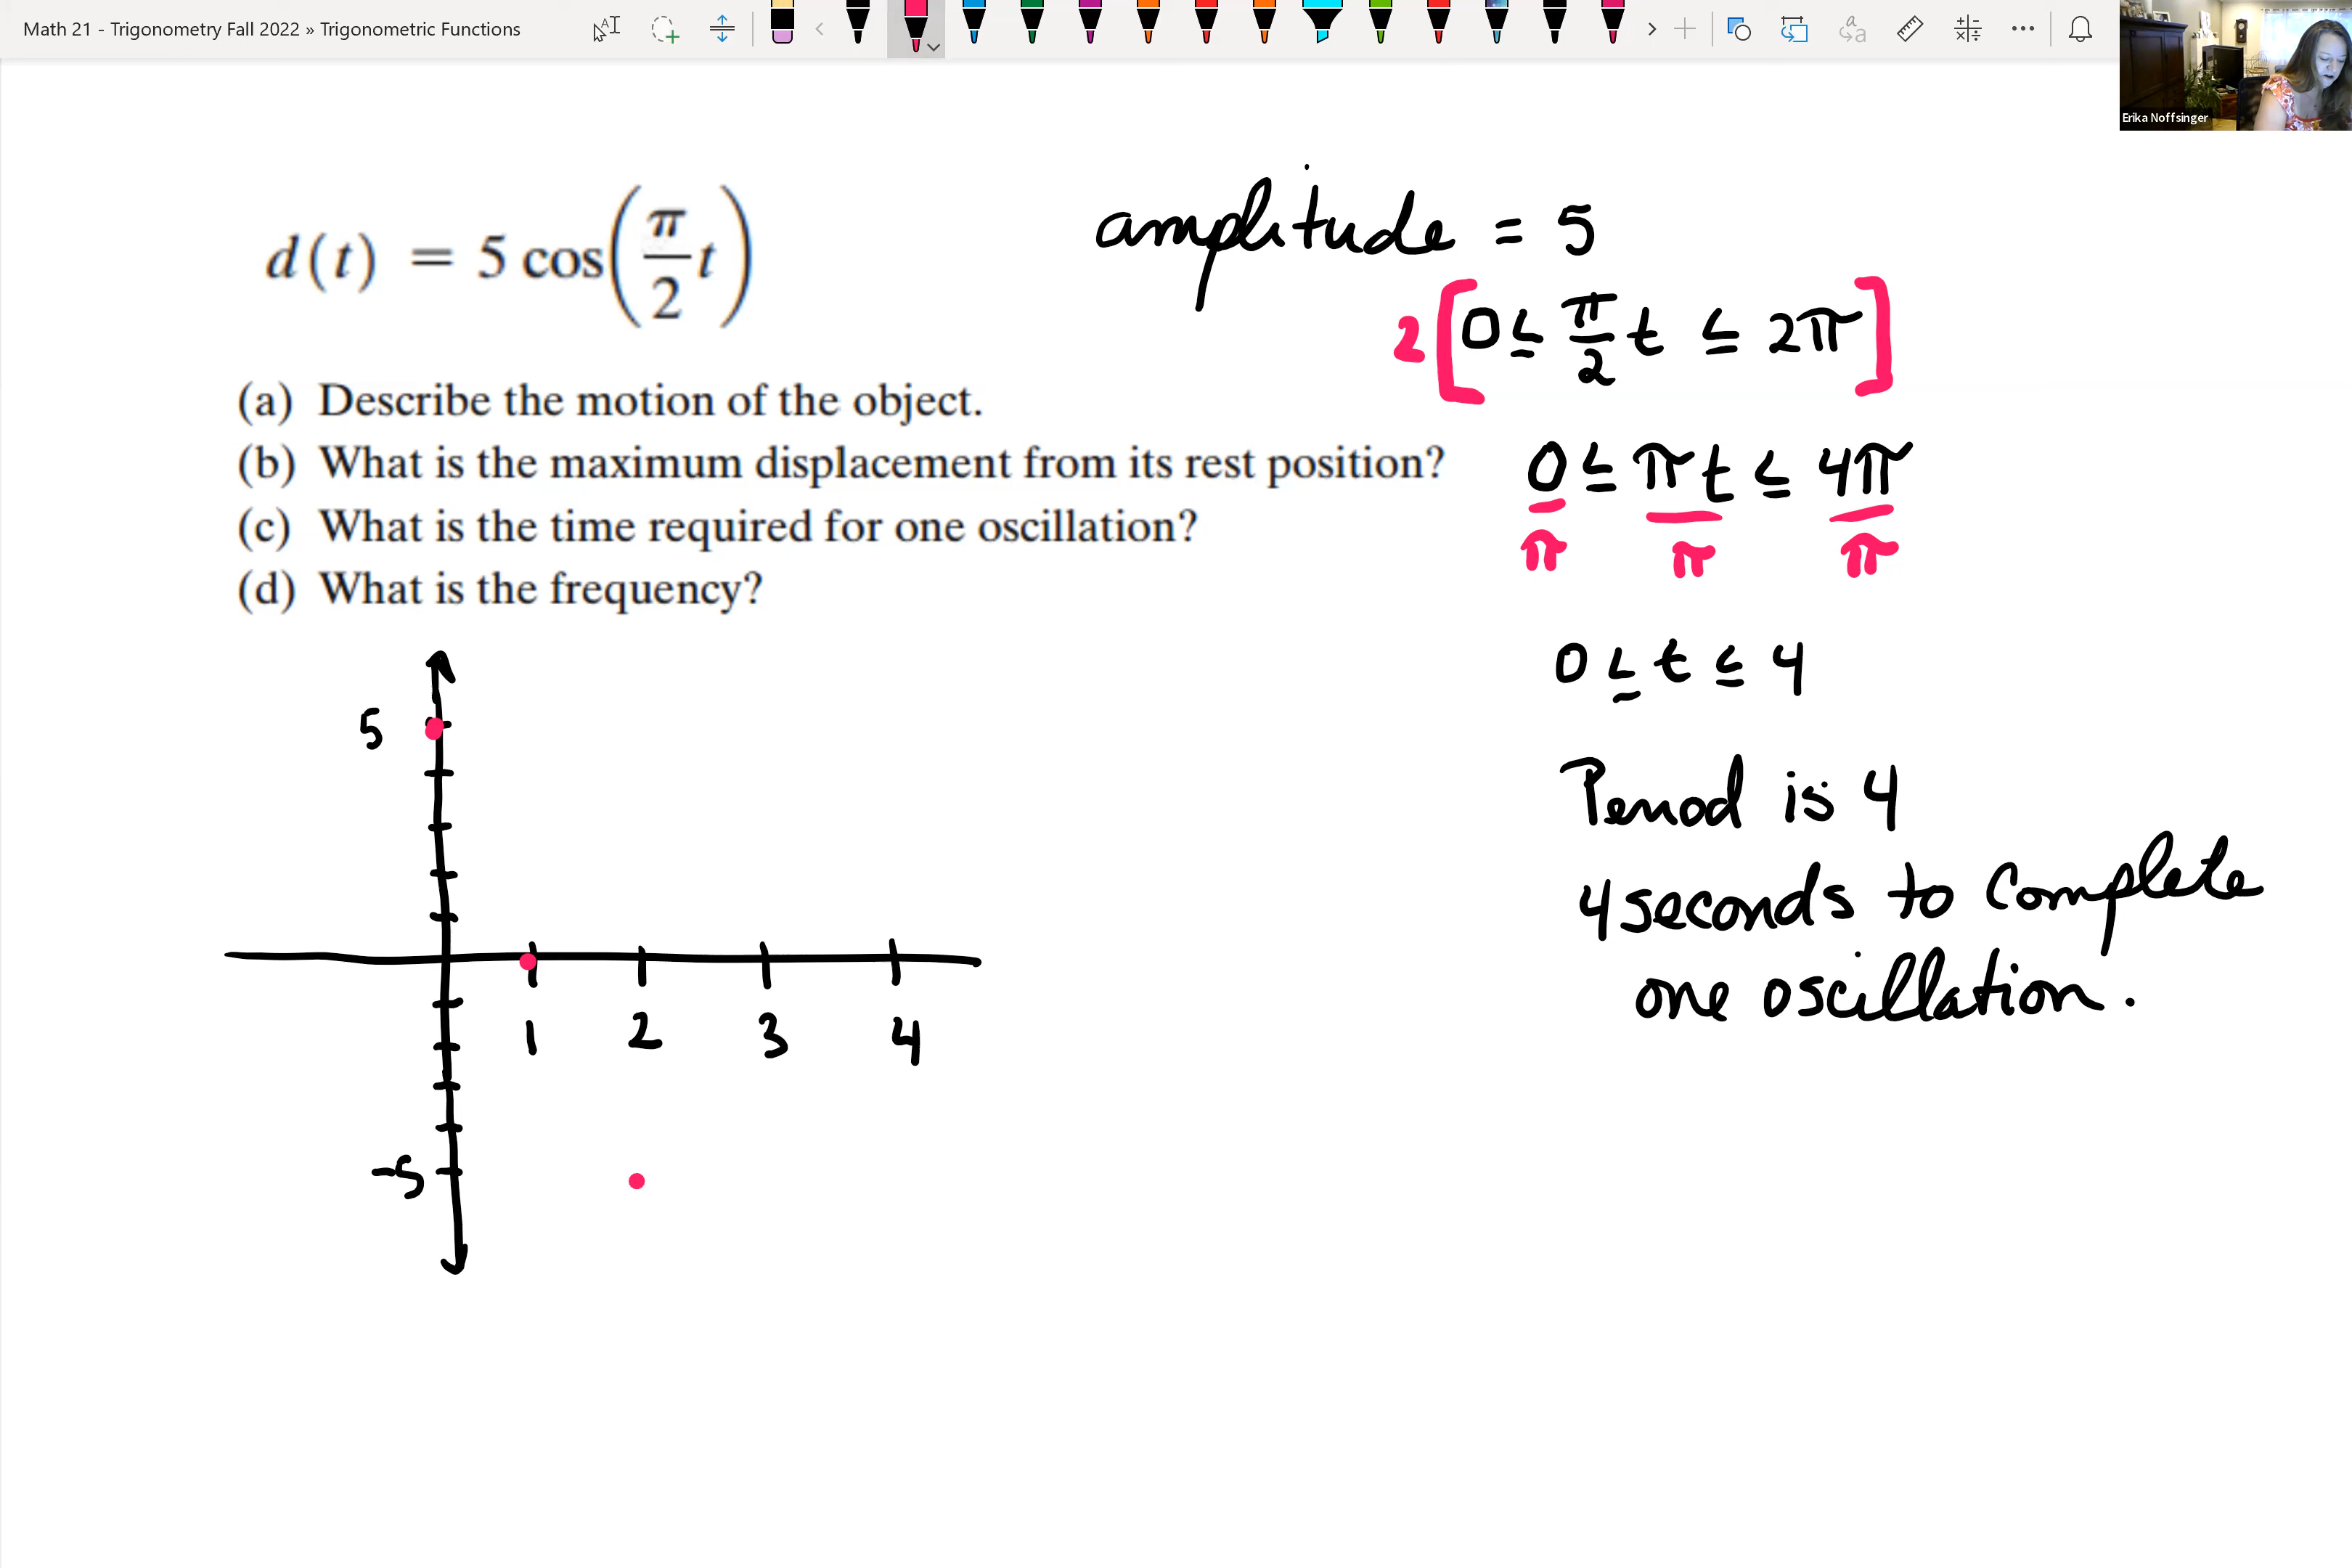 Math 21 - Trigonometry Fall 2022 » Trigonometric Functions
Erika Noffsinger
d(t) = 5 cos(π/2 t)
amplitude = 5
2[0 ≤ π/2 t ≤ 2π]
(a) Describe the motion of the object.
(b) What is the maximum displacement from its rest position?
(c) What is the time required for one oscillation?
(d) What is the frequency?
0 ≤ πt ≤ 4π
π π π
0 ≤ t ≤ 4
Period is 4
4 seconds to complete
one oscillation.
5
1 2 3 4
-5